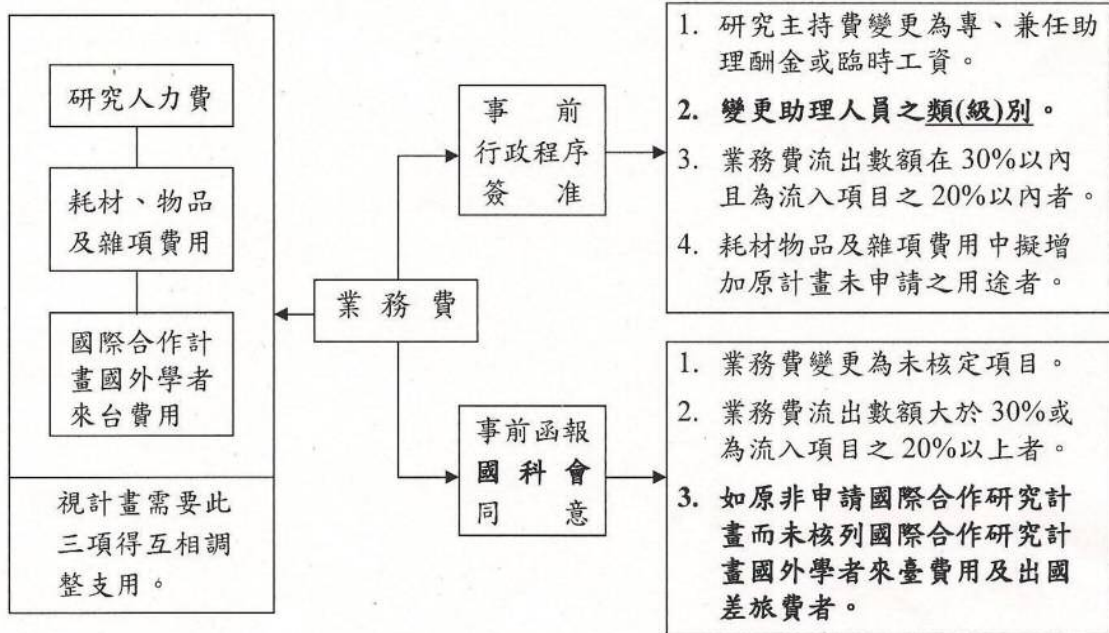 研究人力費
耗材、物品
及雜項費用
國際合作計
畫國外學者
來台費用
視計畫需要此
三項得互相調
整支用。
業務費
事前
行政程序
簽准
1. 研究主持費變更為專、兼任助
理酬金或臨時工資。
2. 變更助理人員之類(級)別。
3. 業務費流出數額在 30%以內
且為流入項目之 20%以內者。
4. 耗材物品及雜項費用中擬增
加原計畫未申請之用途者。
事前函報
國科會
同意
1. 業務費變更為未核定項目。
2. 業務費流出數額大於 30%或
為流入項目之 20%以上者。
3. 如原非申請國際合作研究計
畫而未核列國際合作研究計
畫國外學者來臺費用及出國
差旅費者。